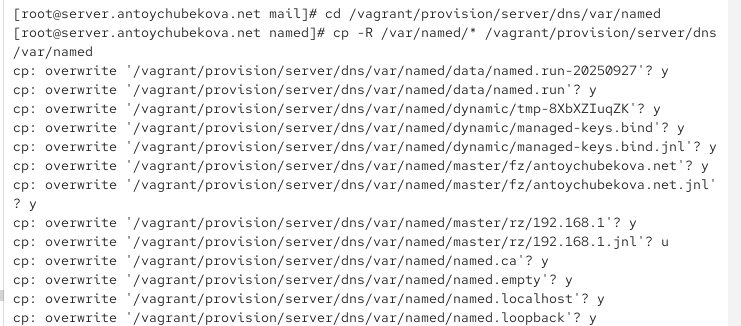 [root@server.antoychubekova.net mail]# cd /vagrant/provision/server/dns/var/named
[root@server.antoychubekova.net named]# cp -R /var/named/* /vagrant/provision/server/dns
/var/named
cp: overwrite '/vagrant/provision/server/dns/var/named/data/named.run-20250927'? y
cp: overwrite '/vagrant/provision/server/dns/var/named/data/named.run'? y
cp: overwrite '/vagrant/provision/server/dns/var/named/dynamic/tmp-8XbXZIuqZK'? y
cp: overwrite '/vagrant/provision/server/dns/var/named/dynamic/managed-keys.bind'? y
cp: overwrite '/vagrant/provision/server/dns/var/named/dynamic/managed-keys.bind.jnl'? y
cp: overwrite '/vagrant/provision/server/dns/var/named/master/fz/antoychubekova.net'? y
cp: overwrite '/vagrant/provision/server/dns/var/named/master/fz/antoychubekova.net.jnl'
? y
cp: overwrite '/vagrant/provision/server/dns/var/named/master/rz/192.168.1'? y
cp: overwrite '/vagrant/provision/server/dns/var/named/master/rz/192.168.1.jnl'? u
cp: overwrite '/vagrant/provision/server/dns/var/named/named.ca'? y
cp: overwrite '/vagrant/provision/server/dns/var/named/named.empty'? y
cp: overwrite '/vagrant/provision/server/dns/var/named/named.localhost'? y
cp: overwrite '/vagrant/provision/server/dns/var/named/named.loopback'? y